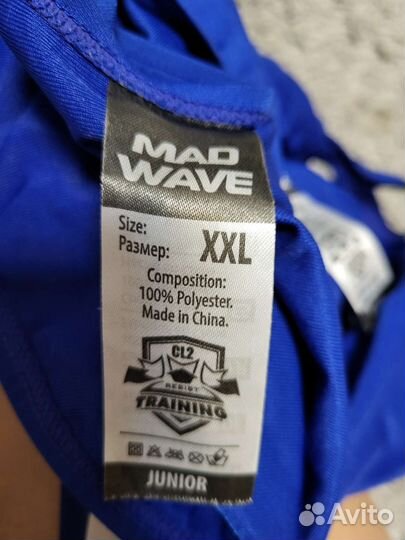 MAD
WAVE
Size:
Размер: XXL
Composition:
100% Polyester.
Made in China.
CL2
RESIST
TRAINING
JUNIOR
Avito